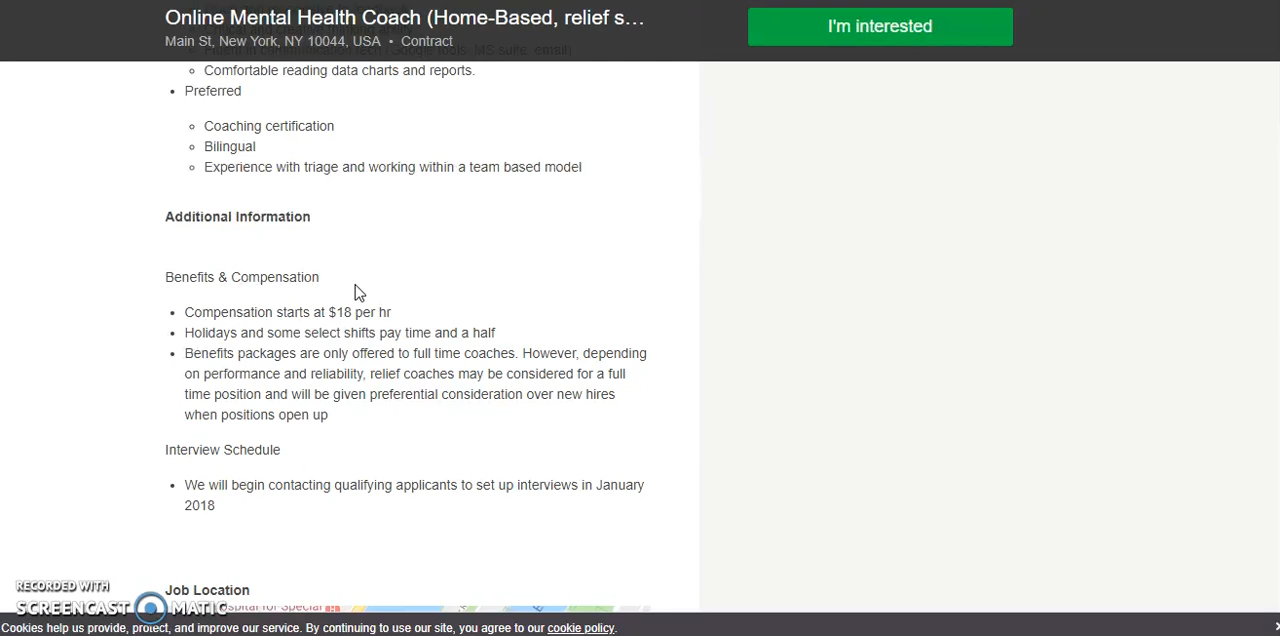 Online Mental Health Coach (Home-Based, relief s...
I'm interested
Main St, New York, NY 10044, USA • Contract
Comfortable reading data charts and reports.
Preferred
Coaching certification
Bilingual
Experience with triage and working within a team based model
Additional Information
Benefits & Compensation
Compensation starts at $18 per hr
Holidays and some select shifts pay time and a half
Benefits packages are only offered to full time coaches. However, depending
on performance and reliability, relief coaches may be considered for a full
time position and will be given preferential consideration over new hires
when positions open up
Interview Schedule
We will begin contacting qualifying applicants to set up interviews in January
2018
Job Location
RECORDED WITH
SCREENCAST MATIC
Hospital for Special
Cookies help us provide, protect, and improve our service. By continuing to use our site, you agree to our cookie policy.